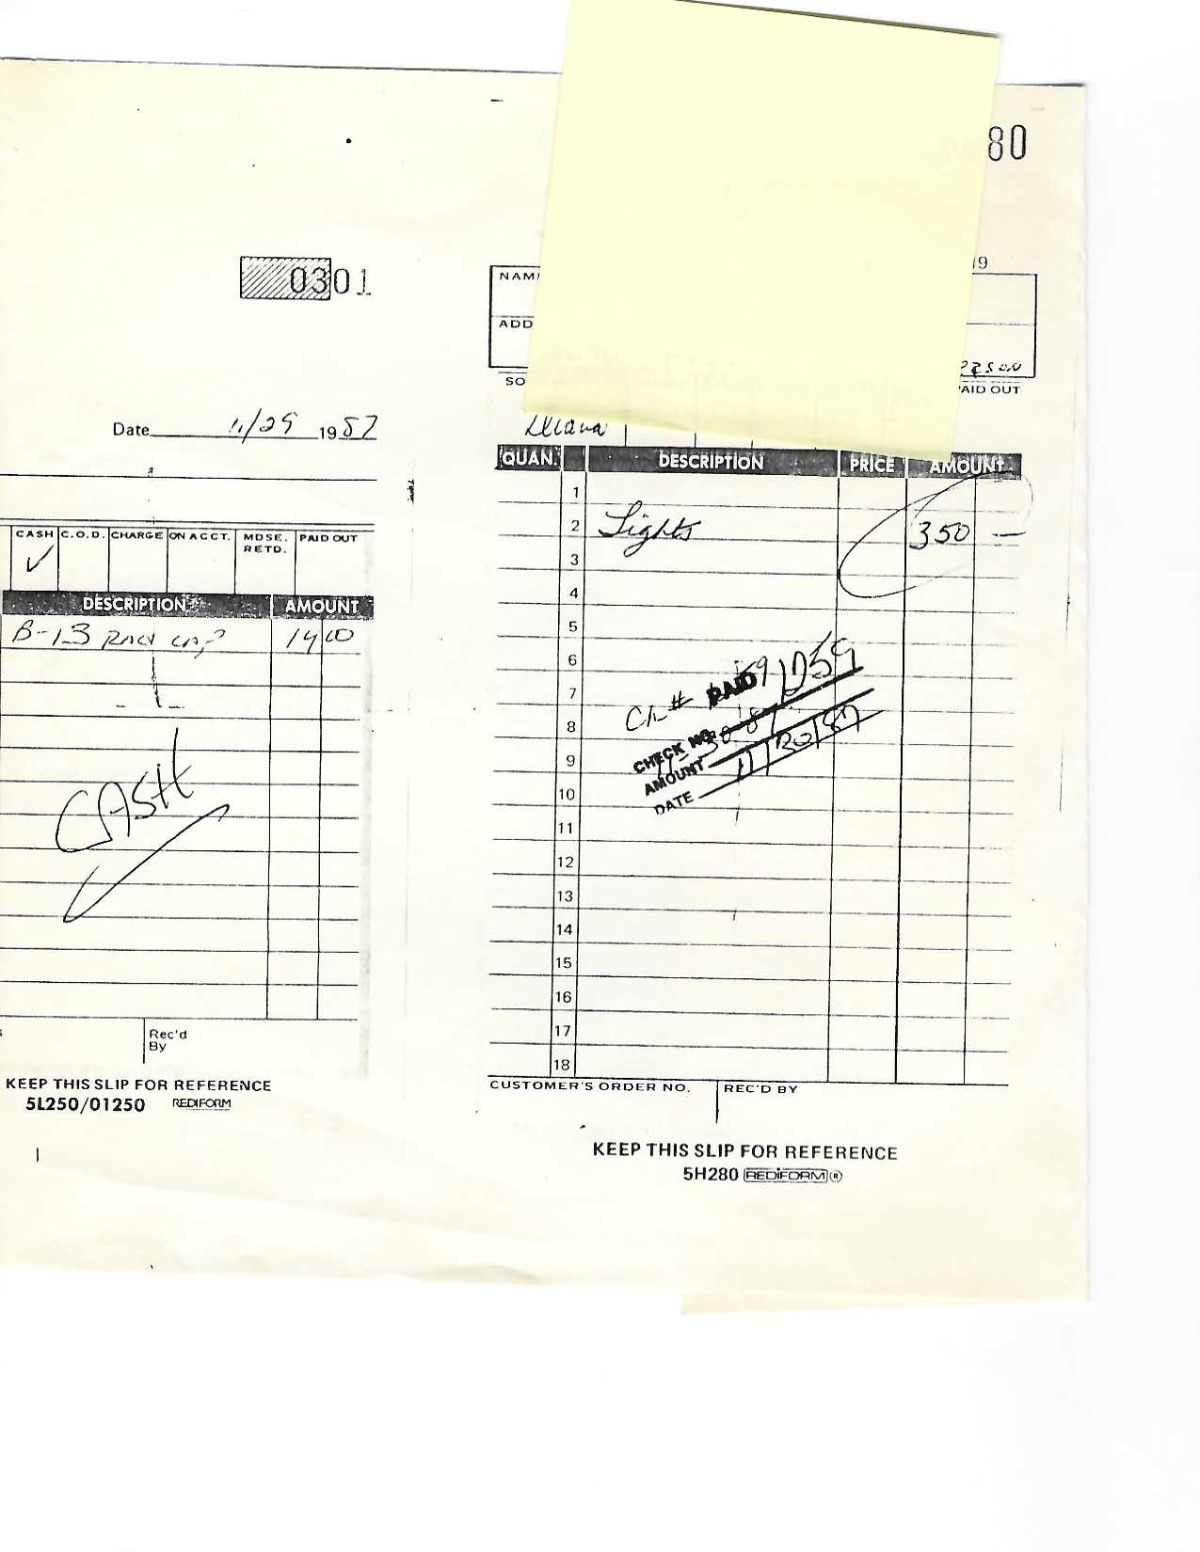 80
0301
19
NAM
ADD
SO
AID OUT
Date 11/29 1987
Diana
CASH C.O.D. CHARGE ON ACCT. MDSE. RETD. PAID OUT
✓
DESCRIPTION AMOUNT
B-13 14 00
CASH
Rec'd
By
KEEP THIS SLIP FOR REFERENCE
5L250/01250 REDIFORM
QUAN. DESCRIPTION PRICE AMOUNT
1
2 Lights 350 —
3
4
5
6
7
8
9
10
11
12
13
14
15
16
17
18
Ck# PAID 1059
CHECK NO.
AMOUNT
DATE
CUSTOMER'S ORDER NO. REC'D BY
KEEP THIS SLIP FOR REFERENCE
5H280 REDIFORM®